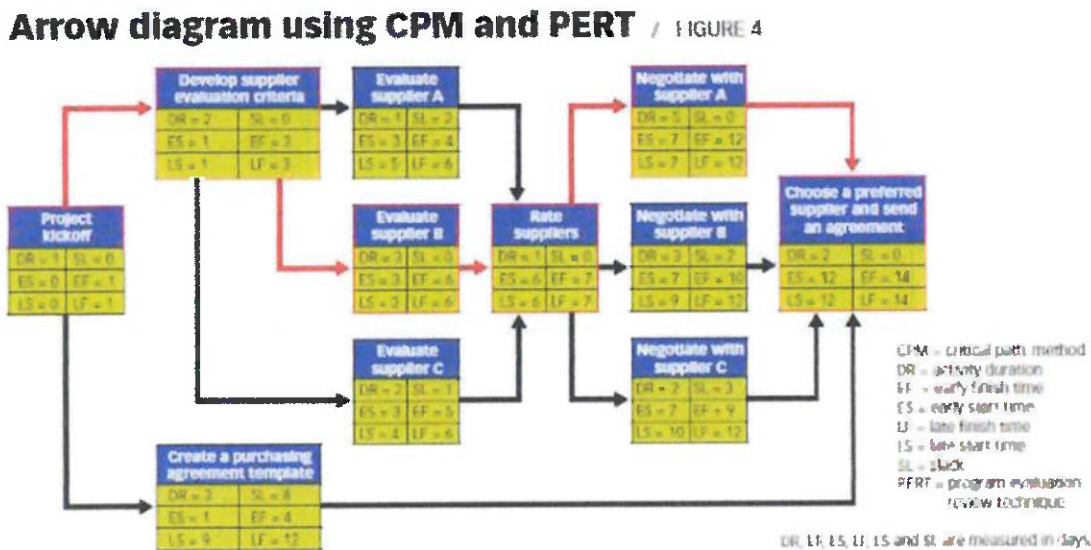 Arrow diagram using CPM and PERT / FIGURE 4
Develop supplier
evaluation criteria
DR = 2 SL = 0
ES = 1 EF = 3
LS = 1 LF = 3
Evaluate
supplier A
DR = 1 SL = 2
ES = 3 EF = 4
LS = 5 LF = 6
Negotiate with
supplier A
DR = 5 SL = 0
ES = 7 EF = 12
LS = 7 LF = 12
Project
kickoff
DR = 1 SL = 0
ES = 0 EF = 1
LS = 0 LF = 1
Evaluate
supplier B
DR = 3 SL = 0
ES = 3 EF = 6
LS = 3 LF = 6
Rate
suppliers
DR = 1 SL = 0
ES = 6 EF = 7
LS = 6 LF = 7
Negotiate with
supplier B
DR = 3 SL = 2
ES = 7 EF = 10
LS = 9 LF = 12
Choose a preferred
supplier and send
an agreement
DR = 2 SL = 0
ES = 12 EF = 14
LS = 12 LF = 14
Evaluate
supplier C
DR = 2 SL = 1
ES = 3 EF = 5
LS = 4 LF = 6
Negotiate with
supplier C
DR = 2 SL = 3
ES = 7 EF = 9
LS = 10 LF = 12
Create a purchasing
agreement template
DR = 3 SL = 8
ES = 1 EF = 4
LS = 9 LF = 12
CPM = critical path method
DR = activity duration
EF = early finish time
ES = early start time
LF = late finish time
LS = late start time
SL = slack
PERT = program evaluation
review technique
DR, EF, ES, LF, LS and SL are measured in days